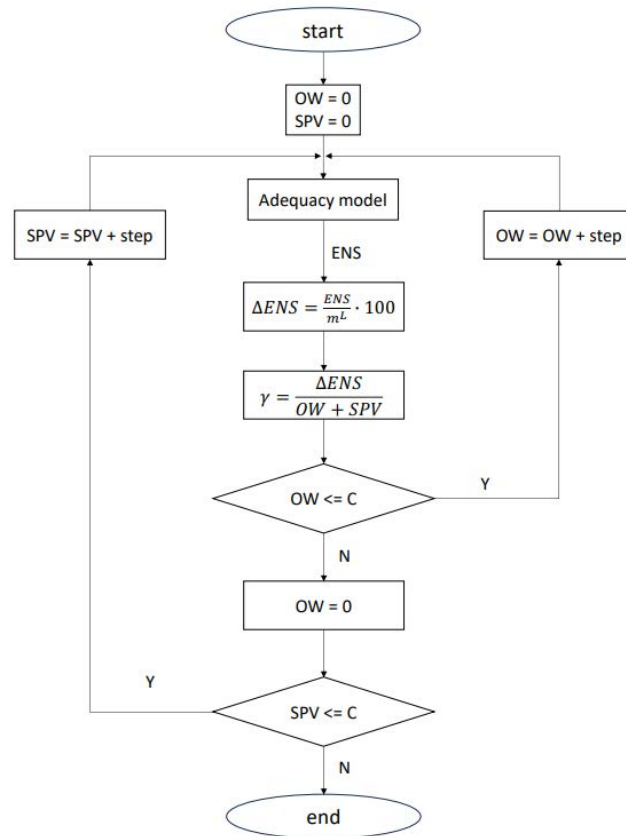 start
OW = 0
SPV = 0
Adequacy model
SPV = SPV + step
OW = OW + step
ENS
ΔENS = ENS/m^L · 100
γ = ΔENS/OW + SPV
OW <= C
Y
N
OW = 0
Y
SPV <= C
N
end